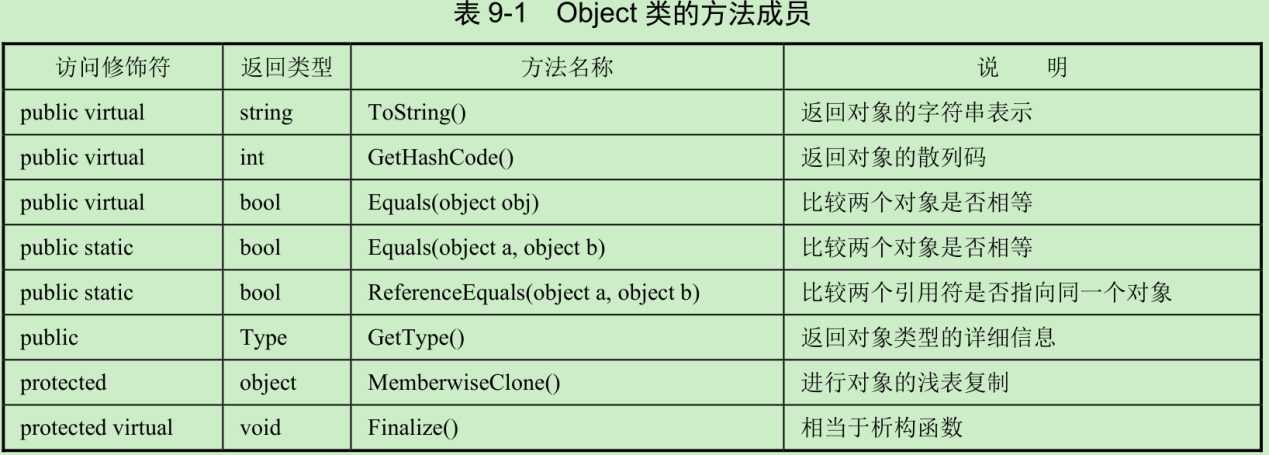 表 9-1 Object 类的方法成员
访问修饰符 返回类型 方法名称 说 明
public virtual string ToString() 返回对象的字符串表示
public virtual int GetHashCode() 返回对象的散列码
public virtual bool Equals(object obj) 比较两个对象是否相等
public static bool Equals(object a, object b) 比较两个对象是否相等
public static bool ReferenceEquals(object a, object b) 比较两个引用符是否指向同一个对象
public Type GetType() 返回对象类型的详细信息
protected object MemberwiseClone() 进行对象的浅表复制
protected virtual void Finalize() 相当于析构函数